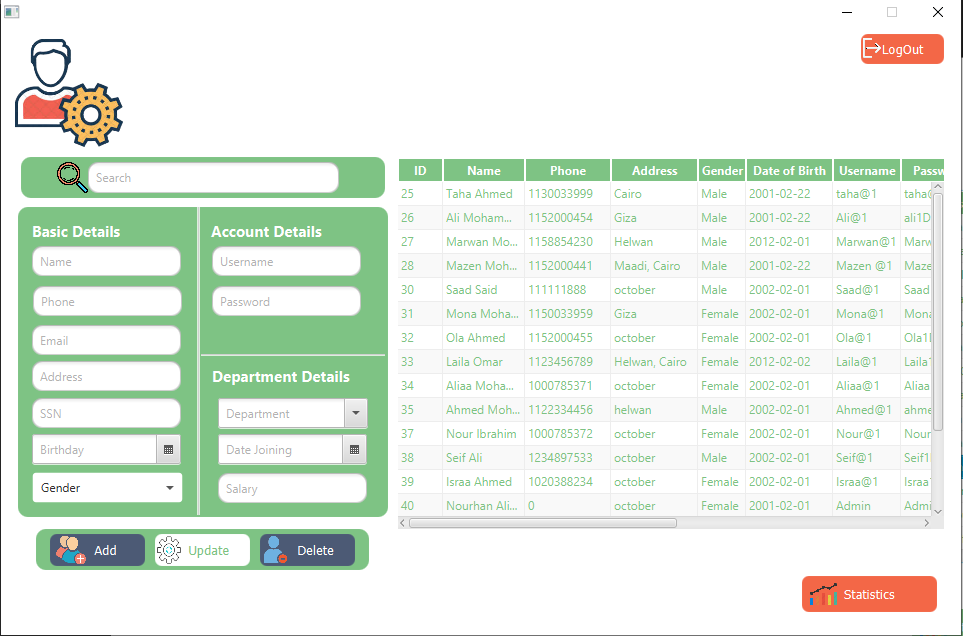 LogOut
Search
Basic Details
Name
Phone
Email
Address
SSN
Birthday
Gender
Account Details
Username
Password
Department Details
Department
Date Joining
Salary
Add Update Delete
ID Name Phone Address Gender Date of Birth Username Passw
25 Taha Ahmed 1130033999 Cairo Male 2001-02-22 taha@1 taha@
26 Ali Moham... 1152000454 Giza Male 2001-02-22 Ali@1 ali1D
27 Marwan Mo... 1158854230 Helwan Male 2012-02-01 Marwan@1 Marw
28 Mazen Moh... 1152000441 Maadi, Cairo Male 2001-02-22 Mazen @1 Maze
30 Saad Said 111111888 october Male 2002-02-01 Saad@1 Saad
31 Mona Moha... 1150033959 Giza Female 2002-02-01 Mona@1 Mona
32 Ola Ahmed 1152000455 october Female 2002-02-01 Ola@1 Ola1
33 Laila Omar 1123456789 Helwan, Cairo Female 2012-02-02 Laila@1 Laila
34 Aliaa Moha... 1000785371 october Female 2002-02-01 Aliaa@1 Aliaa
35 Ahmed Moh... 1122334456 helwan Male 2002-02-01 Ahmed@1 ahme
37 Nour Ibrahim 1000785372 october Female 2002-02-01 Nour@1 Nour
38 Seif Ali 1234897533 october Male 2002-02-01 Seif@1 Seif1
39 Israa Ahmed 1020388234 october Female 2002-02-01 Israa@1 Israa
40 Nourhan Ali... 0 october Female 2002-02-01 Admin Admin
Statistics